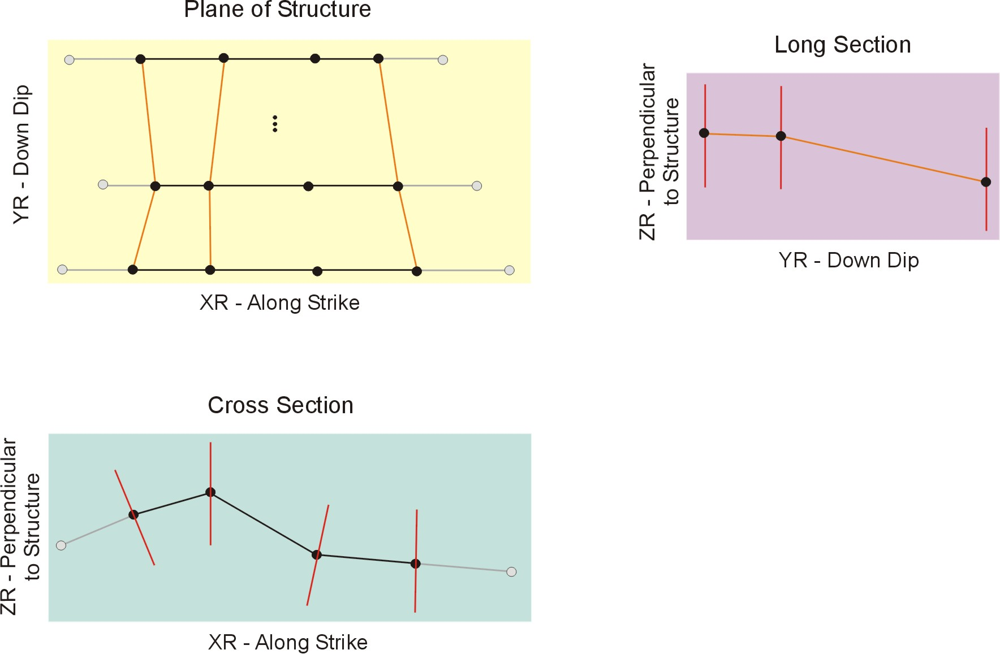 Plane of Structure
YR - Down Dip
XR - Along Strike
Long Section
ZR - Perpendicular
to Structure
YR - Down Dip
Cross Section
ZR - Perpendicular
to Structure
XR - Along Strike